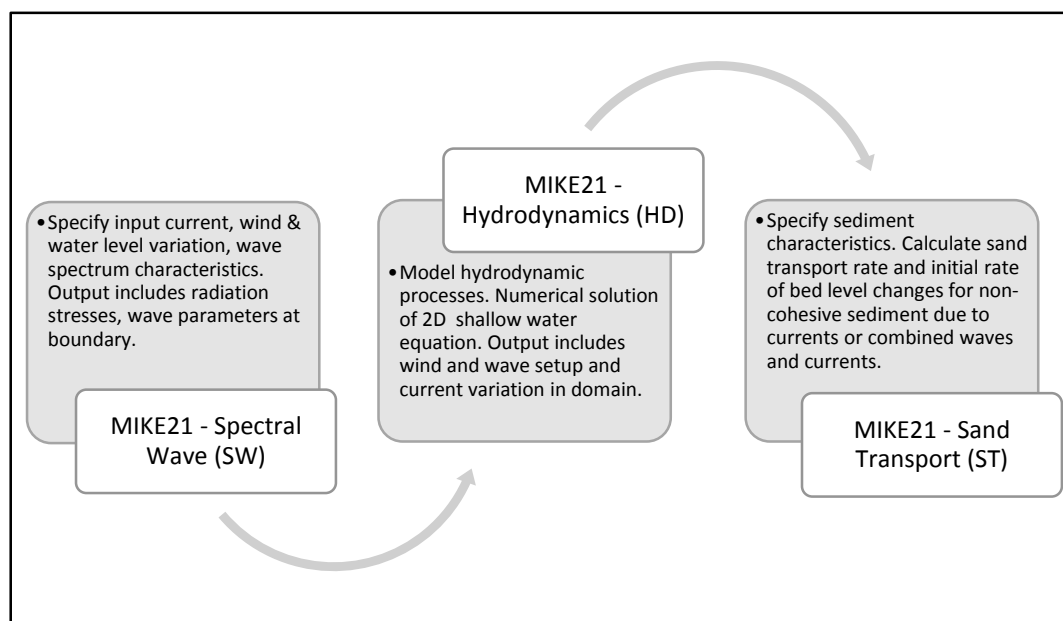 •Specify input current, wind &
water level variation, wave
spectrum characteristics.
Output includes radiation
stresses, wave parameters at
boundary.
MIKE21 - Spectral
Wave (SW)
MIKE21 -
Hydrodynamics (HD)
•Model hydrodynamic
processes. Numerical solution
of 2D  shallow water
equation. Output includes
wind and wave setup and
current variation in domain.
•Specify sediment
characteristics. Calculate sand
transport rate and initial rate
of bed level changes for non-
cohesive sediment due to
currents or combined waves
and currents.
MIKE21 - Sand
Transport (ST)